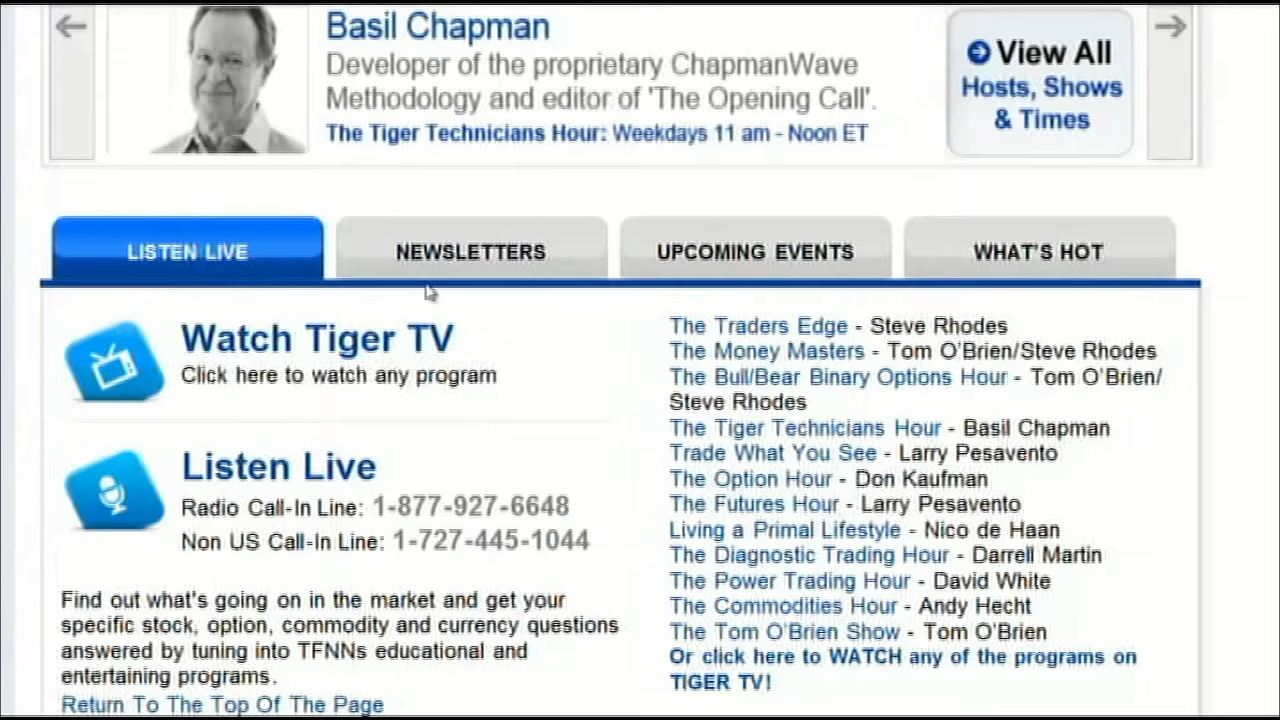 Basil Chapman
Developer of the proprietary ChapmanWave
Methodology and editor of 'The Opening Call'.
The Tiger Technicians Hour: Weekdays 11 am - Noon ET
View All
Hosts, Shows
& Times
LISTEN LIVE
NEWSLETTERS
UPCOMING EVENTS
WHAT'S HOT
Watch Tiger TV
Click here to watch any program
Listen Live
Radio Call-In Line: 1-877-927-6648
Non US Call-In Line: 1-727-445-1044
Find out what's going on in the market and get your
specific stock, option, commodity and currency questions
answered by tuning into TFNNs educational and
entertaining programs.
Return To The Top Of The Page
The Traders Edge - Steve Rhodes
The Money Masters - Tom O'Brien/Steve Rhodes
The Bull/Bear Binary Options Hour - Tom O'Brien/
Steve Rhodes
The Tiger Technicians Hour - Basil Chapman
Trade What You See - Larry Pesavento
The Option Hour - Don Kaufman
The Futures Hour - Larry Pesavento
Living a Primal Lifestyle - Nico de Haan
The Diagnostic Trading Hour - Darrell Martin
The Power Trading Hour - David White
The Commodities Hour - Andy Hecht
The Tom O'Brien Show - Tom O'Brien
Or click here to WATCH any of the programs on
TIGER TV!